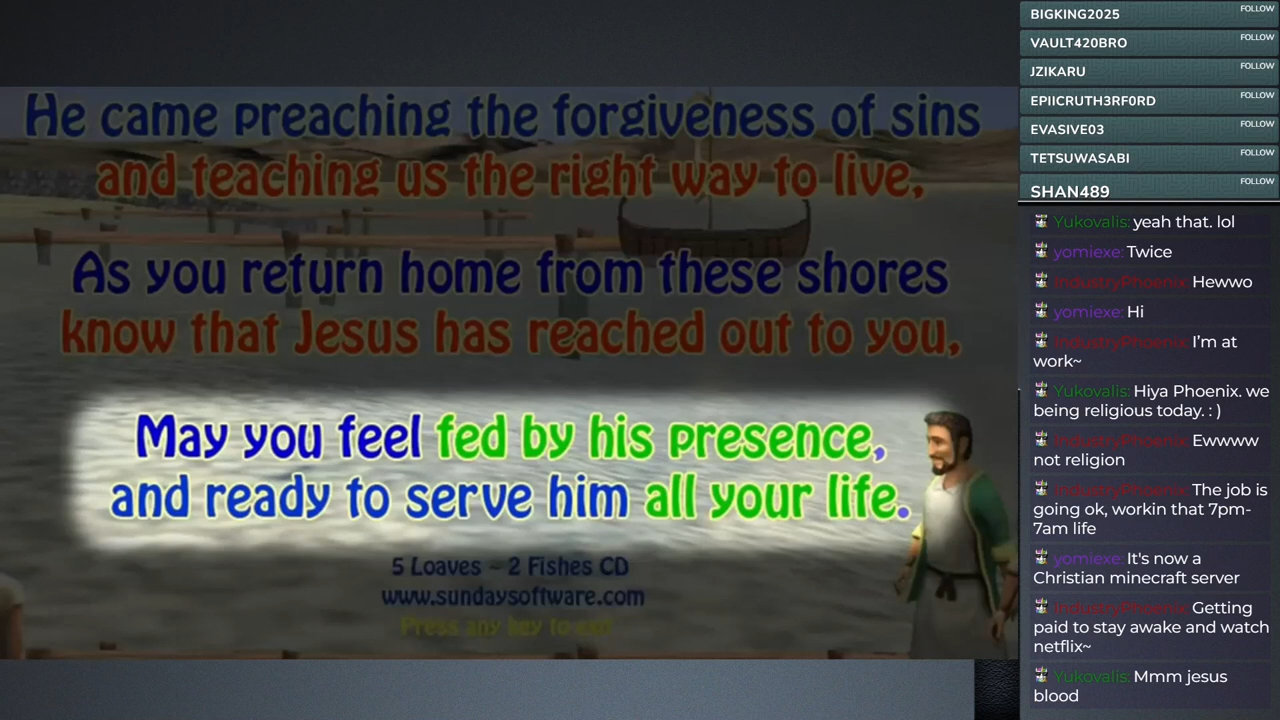 He came preaching the forgiveness of sins
and teaching us the right way to live,
As you return home from these shores
know that Jesus has reached out to you,
May you feel fed by his presence,
and ready to serve him all your life.
5 Loaves ~ 2 Fishes CD
www.sundaysoftware.com
Press any key to exit
BIGKING2025 FOLLOW
VAULT420BRO FOLLOW
JZIKARU FOLLOW
EPIICRUTH3RF0RD FOLLOW
EVASIVE03 FOLLOW
TETSUWASABI FOLLOW
SHAN489 FOLLOW
Yukovalis: yeah that. lol
yomiexe: Twice
IndustryPhoenix: Hewwo
yomiexe: Hi
IndustryPhoenix: I'm at
work~
Yukovalis: Hiya Phoenix. we
being religious today. : )
IndustryPhoenix: Ewwww
not religion
IndustryPhoenix: The job is
going ok, workin that 7pm-
7am life
yomiexe: It's now a
Christian minecraft server
IndustryPhoenix: Getting
paid to stay awake and watch
netflix~
Yukovalis: Mmm jesus
blood